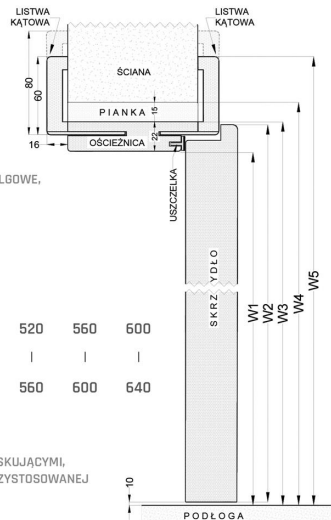 LISTWA
KĄTOWA
LISTWA
KĄTOWA
80
60
ŚCIANA
PIANKA
15
16
OŚCIEŻNICA
22
USZCZELKA
LGOWE,
SKRZYDŁO
W1
W2
W3
W4
W5
520 560 600
| | |
560 600 640
SKUJĄCYMI,
ZYSTOSOWANEJ
10
PODŁOGA